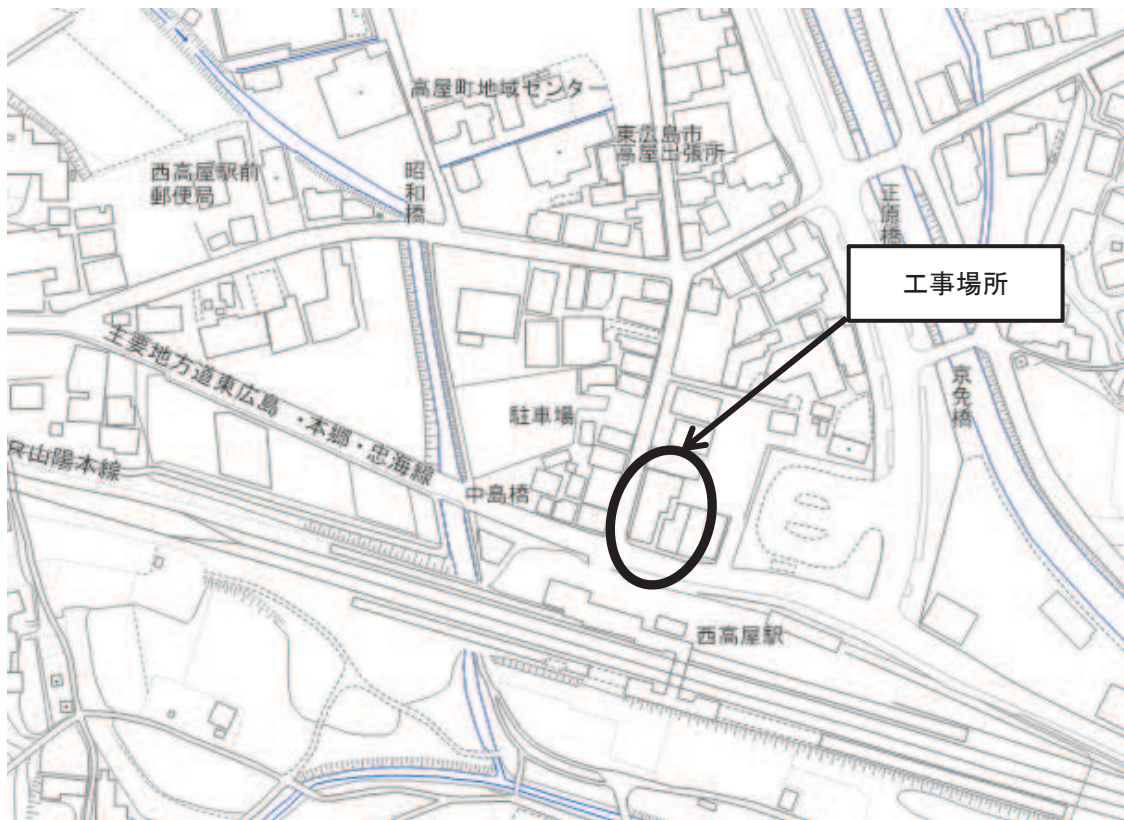 高屋町地域センター
東広島市
高屋出張所
西高屋駅前
郵便局
昭和橋
正原橋
工事場所
主要地方道東広島・本郷・忠海線
京免橋
駐車場
JR山陽本線
中島橋
西高屋駅